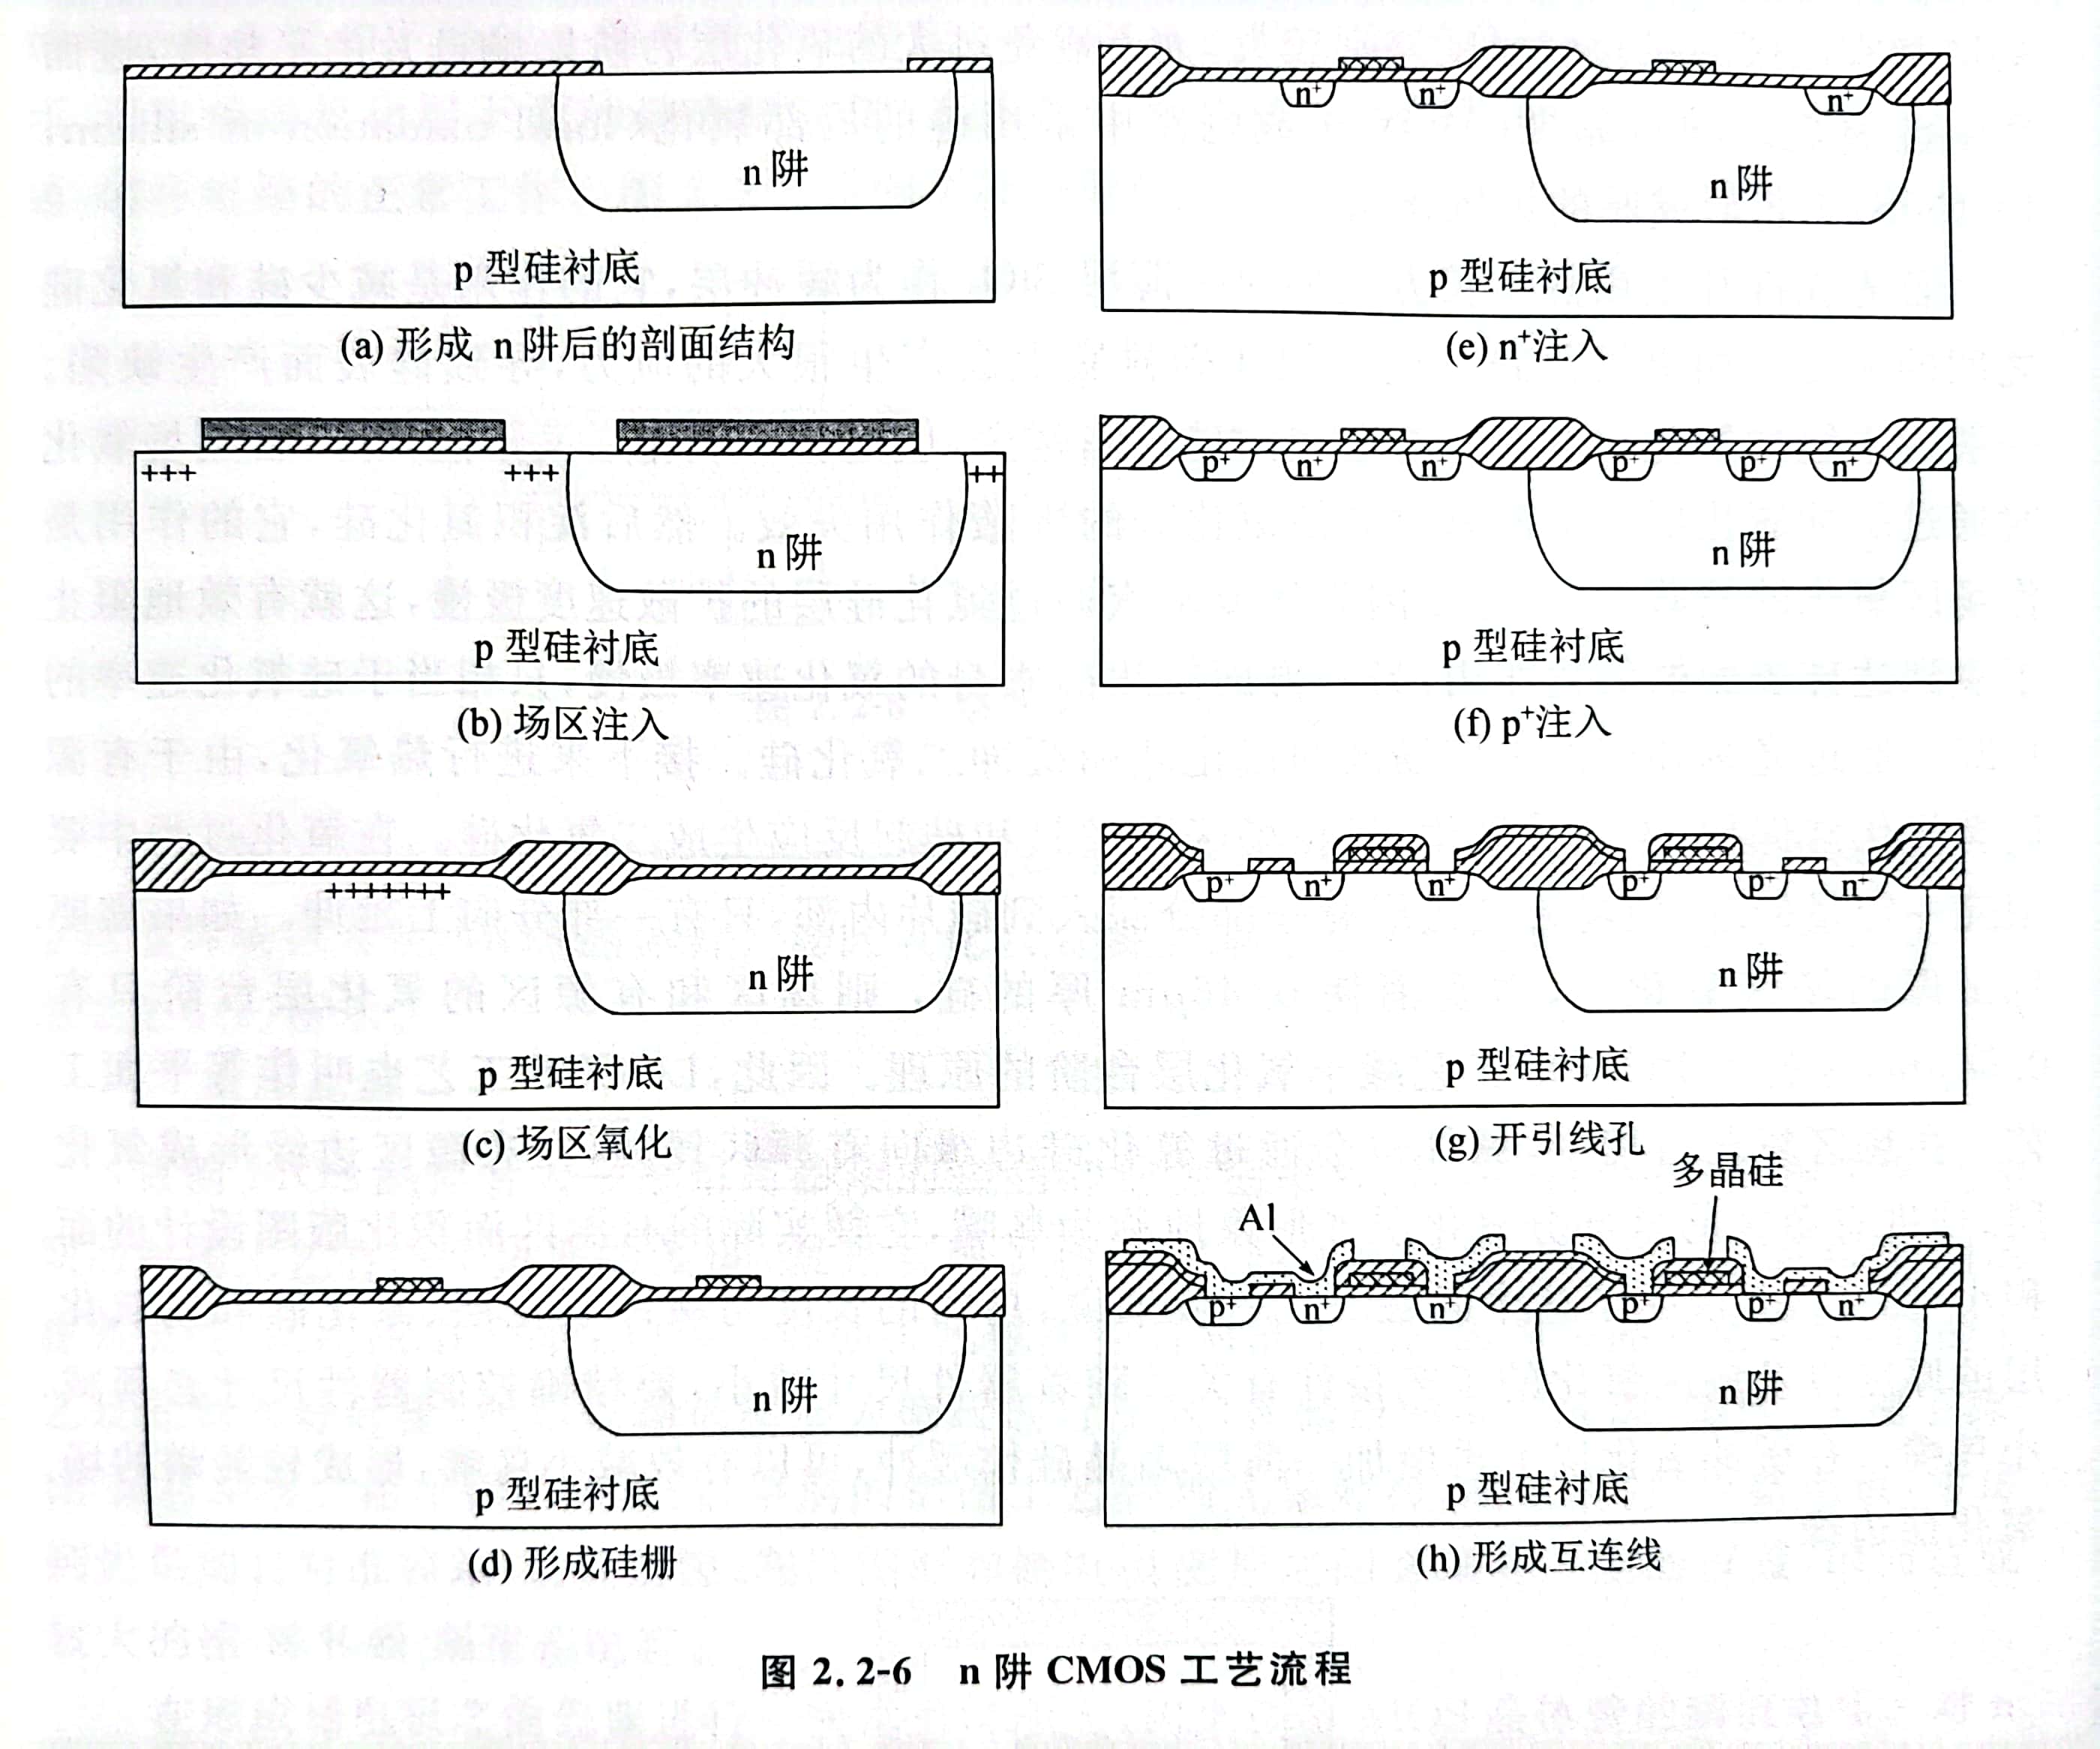 n 阱
p 型硅衬底
(a) 形成 n阱后的剖面结构
+++ +++ ++
n 阱
p 型硅衬底
(b) 场区注入
+++++++
n 阱
p 型硅衬底
(c) 场区氧化
n 阱
p 型硅衬底
(d) 形成硅栅
n⁺ n⁺ n⁺
n 阱
p 型硅衬底
(e) n⁺注入
p⁺ n⁺ n⁺ p⁺ p⁺ n⁺
n 阱
p 型硅衬底
(f) p⁺注入
p⁺ n⁺ n⁺ p⁺ p⁺ n⁺
n 阱
p 型硅衬底
(g) 开引线孔
多晶硅
Al
p⁺ n⁺ n⁺ p⁺ p⁺ n⁺
n 阱
p 型硅衬底
(h) 形成互连线
图 2.2-6 n 阱 CMOS 工艺流程